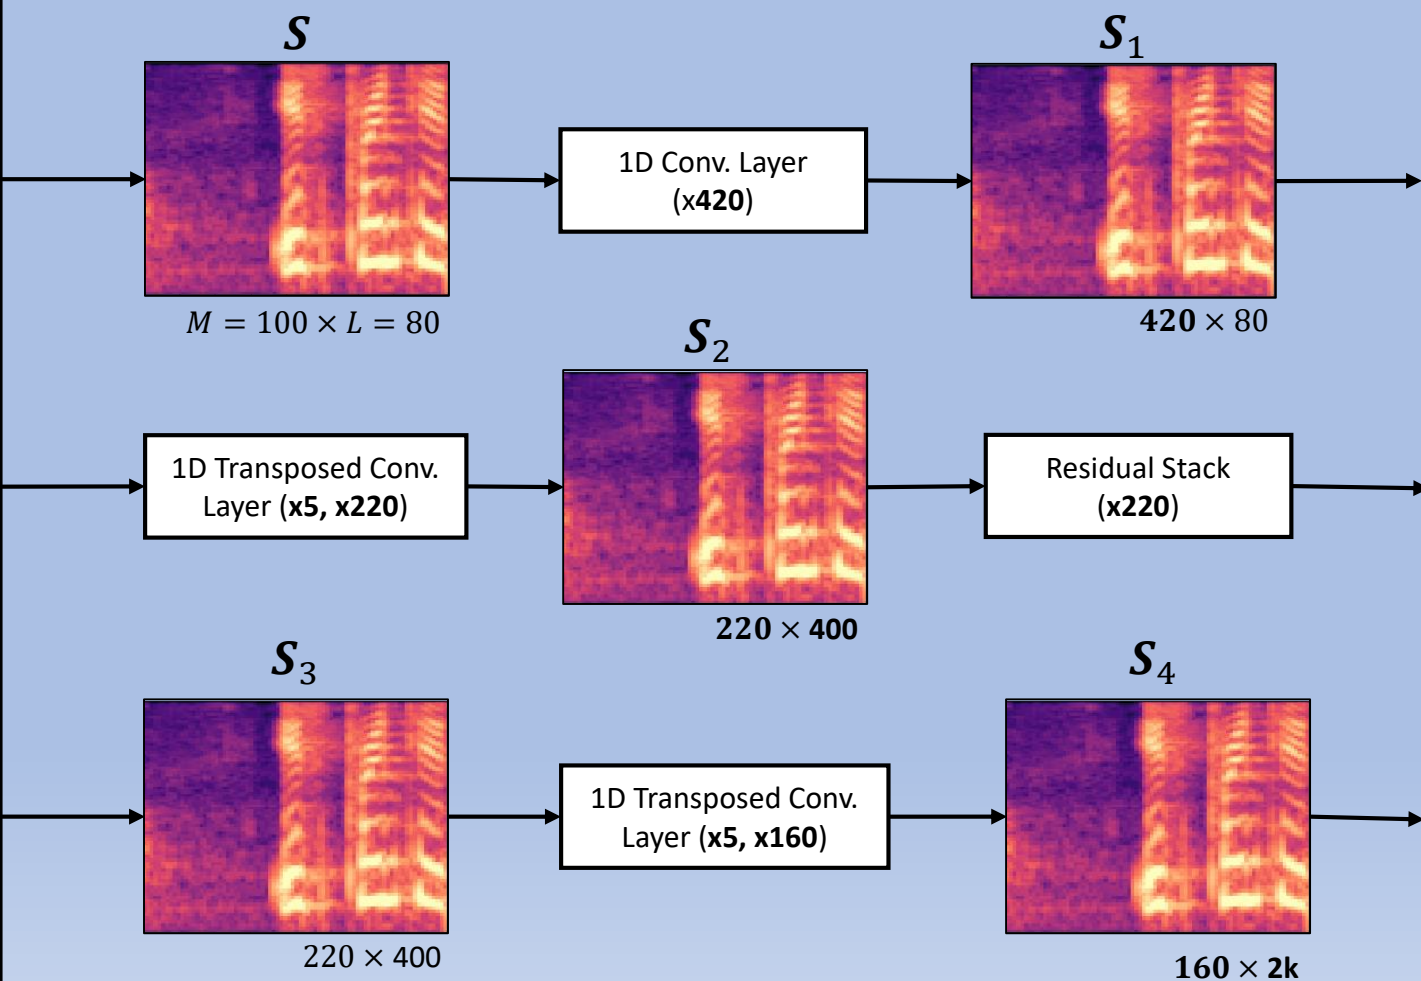 S
S₁
1D Conv. Layer
(x420)
M = 100 × L = 80
420 × 80
S₂
1D Transposed Conv.
Layer (x5, x220)
Residual Stack
(x220)
220 × 400
S₃
S₄
1D Transposed Conv.
Layer (x5, x160)
220 × 400
160 × 2k